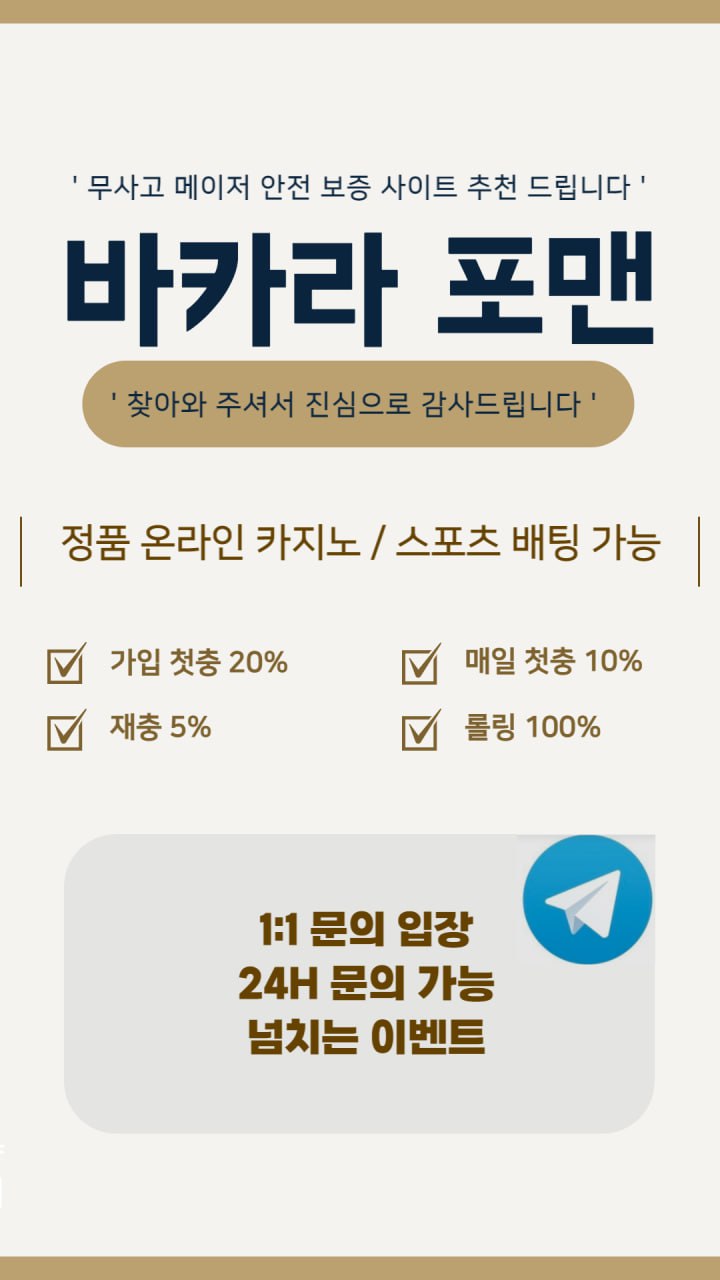 ' 무사고 메이저 안전 보증 사이트 추천 드립니다 '
바카라 포맨
' 찾아와 주셔서 진심으로 감사드립니다 '
정품 온라인 카지노 / 스포츠 배팅 가능
가입 첫충 20%
매일 첫충 10%
재충 5%
롤링 100%
1:1 문의 입장
24H 문의 가능
넘치는 이벤트